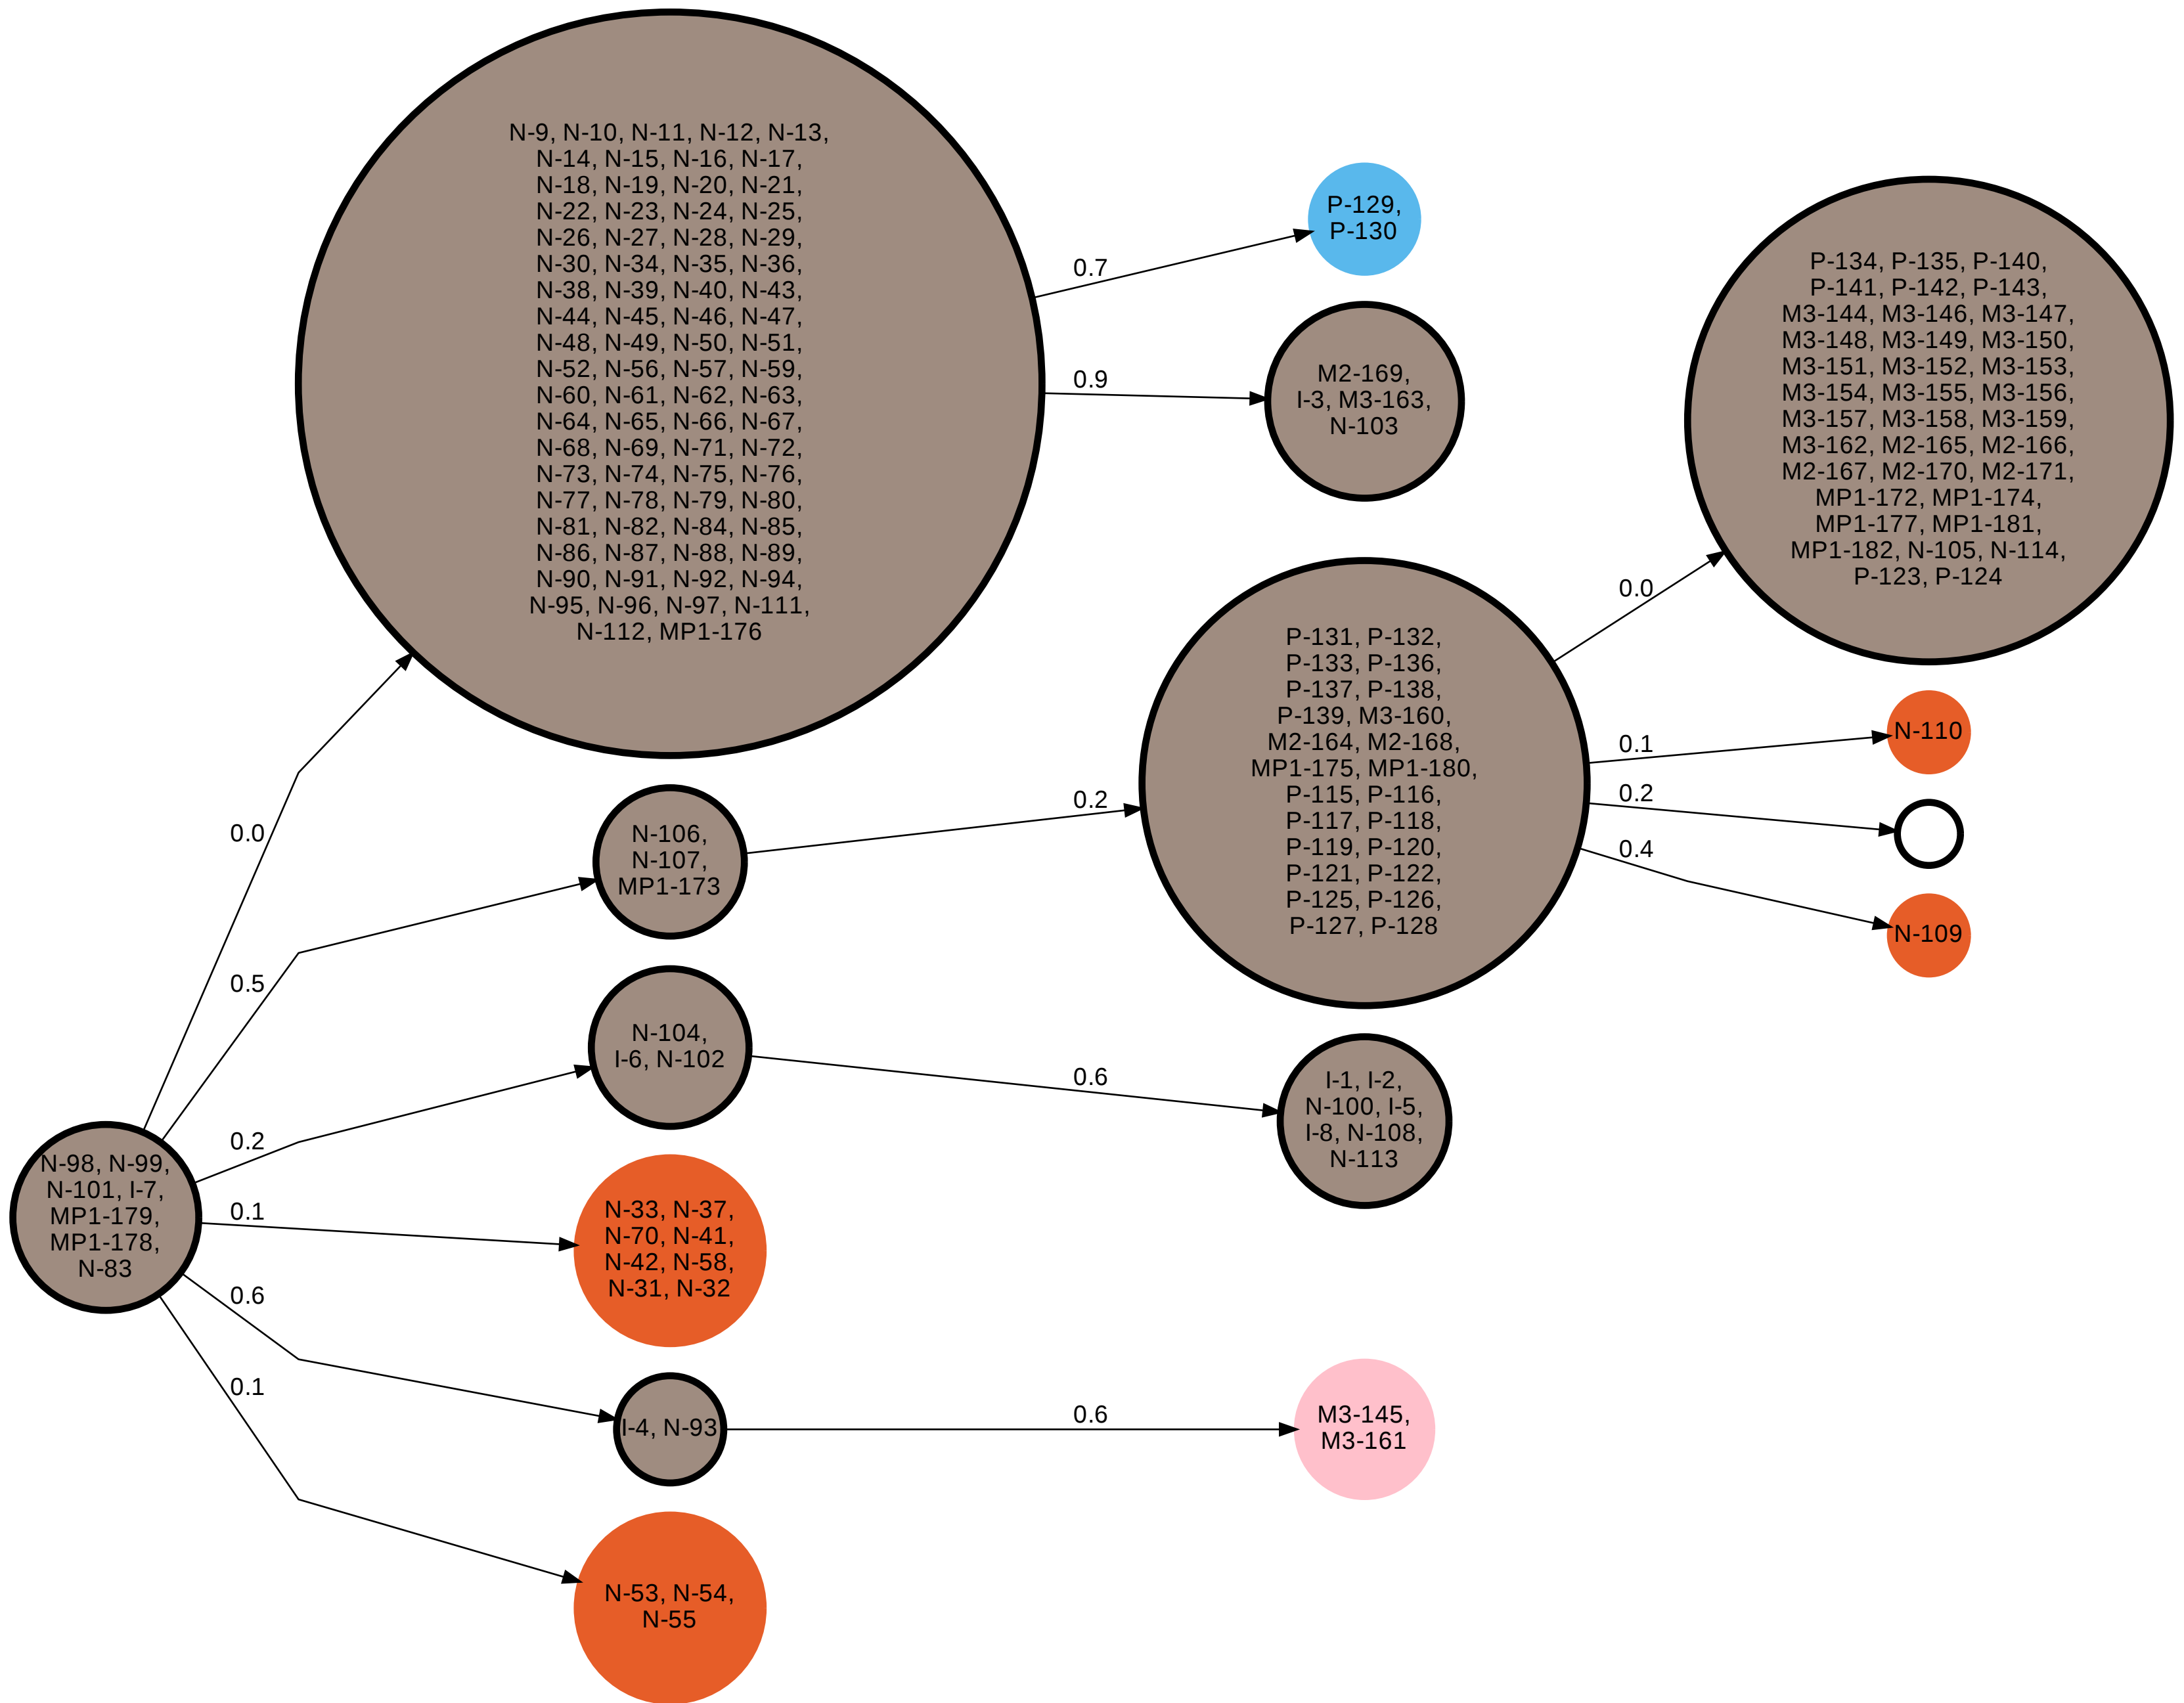 N-9, N-10, N-11, N-12, N-13,
N-14, N-15, N-16, N-17,
N-18, N-19, N-20, N-21,
N-22, N-23, N-24, N-25,
N-26, N-27, N-28, N-29,
N-30, N-34, N-35, N-36,
N-38, N-39, N-40, N-43,
N-44, N-45, N-46, N-47,
N-48, N-49, N-50, N-51,
N-52, N-56, N-57, N-59,
N-60, N-61, N-62, N-63,
N-64, N-65, N-66, N-67,
N-68, N-69, N-71, N-72,
N-73, N-74, N-75, N-76,
N-77, N-78, N-79, N-80,
N-81, N-82, N-84, N-85,
N-86, N-87, N-88, N-89,
N-90, N-91, N-92, N-94,
N-95, N-96, N-97, N-111,
N-112, MP1-176
0.7
P-129,
P-130
0.9
M2-169,
I-3, M3-163,
N-103
P-134, P-135, P-140,
P-141, P-142, P-143,
M3-144, M3-146, M3-147,
M3-148, M3-149, M3-150,
M3-151, M3-152, M3-153,
M3-154, M3-155, M3-156,
M3-157, M3-158, M3-159,
M3-162, M2-165, M2-166,
M2-167, M2-170, M2-171,
MP1-172, MP1-174,
MP1-177, MP1-181,
MP1-182, N-105, N-114,
P-123, P-124
0.0
P-131, P-132,
P-133, P-136,
P-137, P-138,
P-139, M3-160,
M2-164, M2-168,
MP1-175, MP1-180,
P-115, P-116,
P-117, P-118,
P-119, P-120,
P-121, P-122,
P-125, P-126,
P-127, P-128
0.1
N-110
0.2
0.4
N-109
0.0
N-106,
N-107,
MP1-173
0.2
0.5
N-104,
I-6, N-102
0.6
I-1, I-2,
N-100, I-5,
I-8, N-108,
N-113
0.2
N-98, N-99,
N-101, I-7,
MP1-179,
MP1-178,
N-83
0.1
N-33, N-37,
N-70, N-41,
N-42, N-58,
N-31, N-32
0.6
I-4, N-93
0.6
M3-145,
M3-161
0.1
N-53, N-54,
N-55